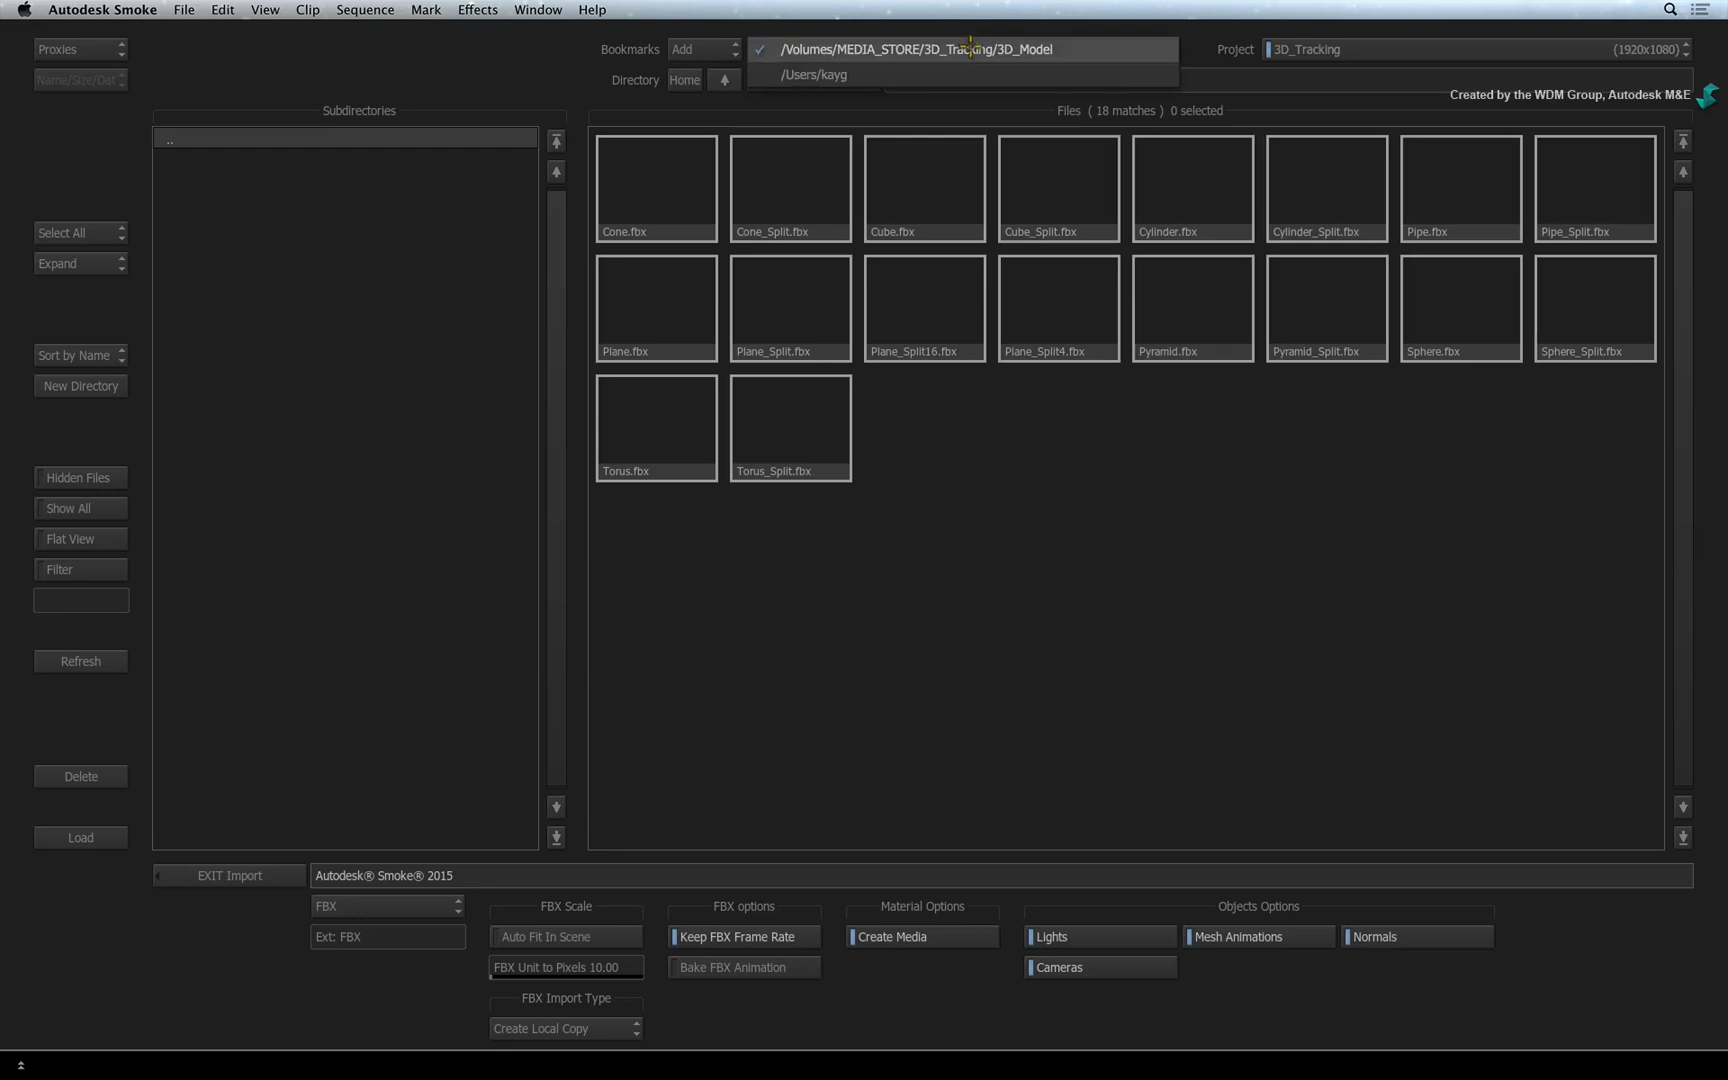 Autodesk Smoke File Edit View Clip Sequence Mark Effects Window Help
Proxies
Bookmarks Add
✓ /Volumes/MEDIA_STORE/3D_Tracking/3D_Model
Project 3D_Tracking (1920x1080)
Name/Size/Dat
Directory Home
/Users/kayg
Created by the WDM Group, Autodesk M&E
Subdirectories
Files ( 18 matches ) 0 selected
..
Cone.fbx Cone_Split.fbx Cube.fbx Cube_Split.fbx Cylinder.fbx Cylinder_Split.fbx Pipe.fbx Pipe_Split.fbx
Select All
Expand
Plane.fbx Plane_Split.fbx Plane_Split16.fbx Plane_Split4.fbx Pyramid.fbx Pyramid_Split.fbx Sphere.fbx Sphere_Split.fbx
Sort by Name
New Directory
Torus.fbx Torus_Split.fbx
Hidden Files
Show All
Flat View
Filter
Refresh
Delete
Load
EXIT Import
Autodesk® Smoke® 2015
FBX
FBX Scale
FBX options
Material Options
Objects Options
Ext: FBX
Auto Fit In Scene
Keep FBX Frame Rate
Create Media
Lights
Mesh Animations
Normals
FBX Unit to Pixels 10.00
Bake FBX Animation
Cameras
FBX Import Type
Create Local Copy